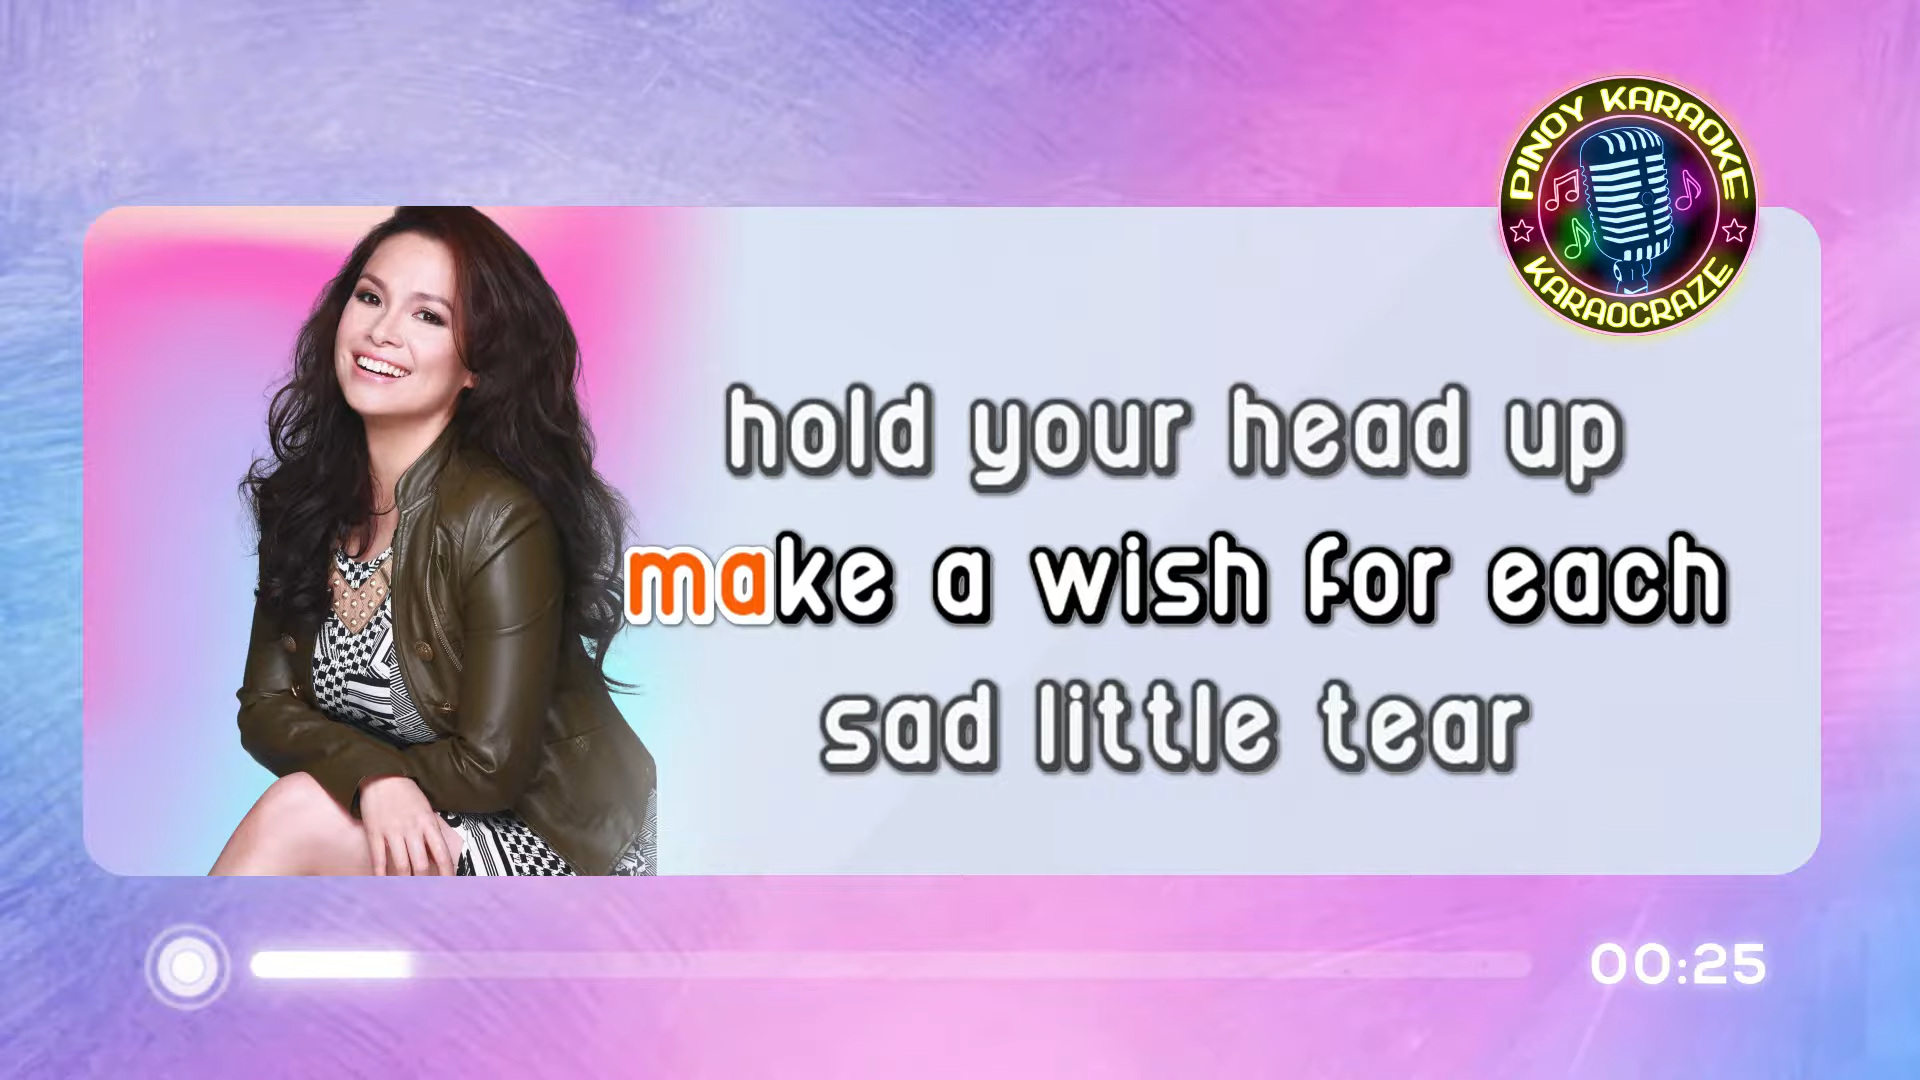 PINOY KARAOKE
KARAOCRAZE
hold your head up
make a wish for each
sad little tear
00:25